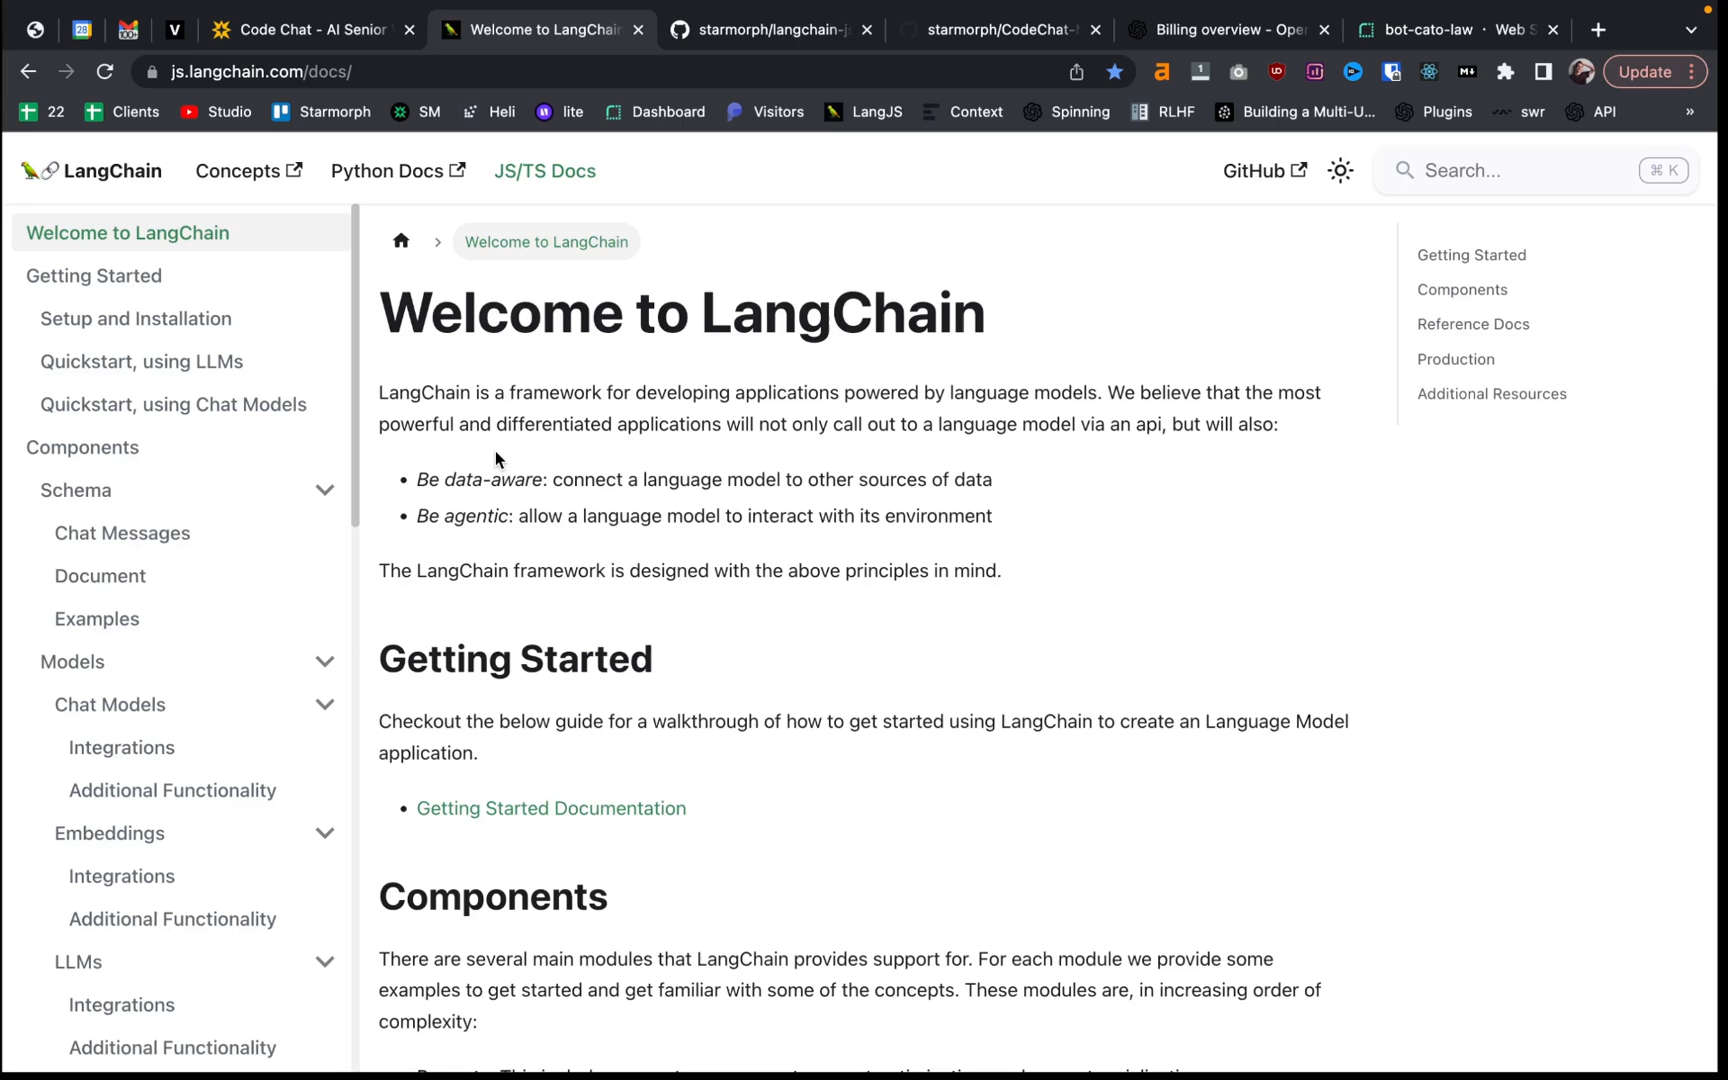 28
100+
V
Code Chat - AI Senior
Welcome to LangChain
starmorph/langchain-js
starmorph/CodeChat-
Billing overview - Open
bot-cato-law · Web S
js.langchain.com/docs/
Update
22
Clients
Studio
Starmorph
SM
Heli
lite
Dashboard
Visitors
LangJS
Context
Spinning
RLHF
Building a Multi-U...
Plugins
swr
API
»
LangChain
Concepts
Python Docs
JS/TS Docs
GitHub
Search...
⌘ K
Welcome to LangChain
Getting Started
Setup and Installation
Quickstart, using LLMs
Quickstart, using Chat Models
Components
Schema
Chat Messages
Document
Examples
Models
Chat Models
Integrations
Additional Functionality
Embeddings
Integrations
Additional Functionality
LLMs
Integrations
Additional Functionality
Welcome to LangChain
Welcome to LangChain
LangChain is a framework for developing applications powered by language models. We believe that the most
powerful and differentiated applications will not only call out to a language model via an api, but will also:
• Be data-aware: connect a language model to other sources of data
• Be agentic: allow a language model to interact with its environment
The LangChain framework is designed with the above principles in mind.
Getting Started
Checkout the below guide for a walkthrough of how to get started using LangChain to create an Language Model
application.
• Getting Started Documentation
Components
There are several main modules that LangChain provides support for. For each module we provide some
examples to get started and get familiar with some of the concepts. These modules are, in increasing order of
complexity:
Getting Started
Components
Reference Docs
Production
Additional Resources